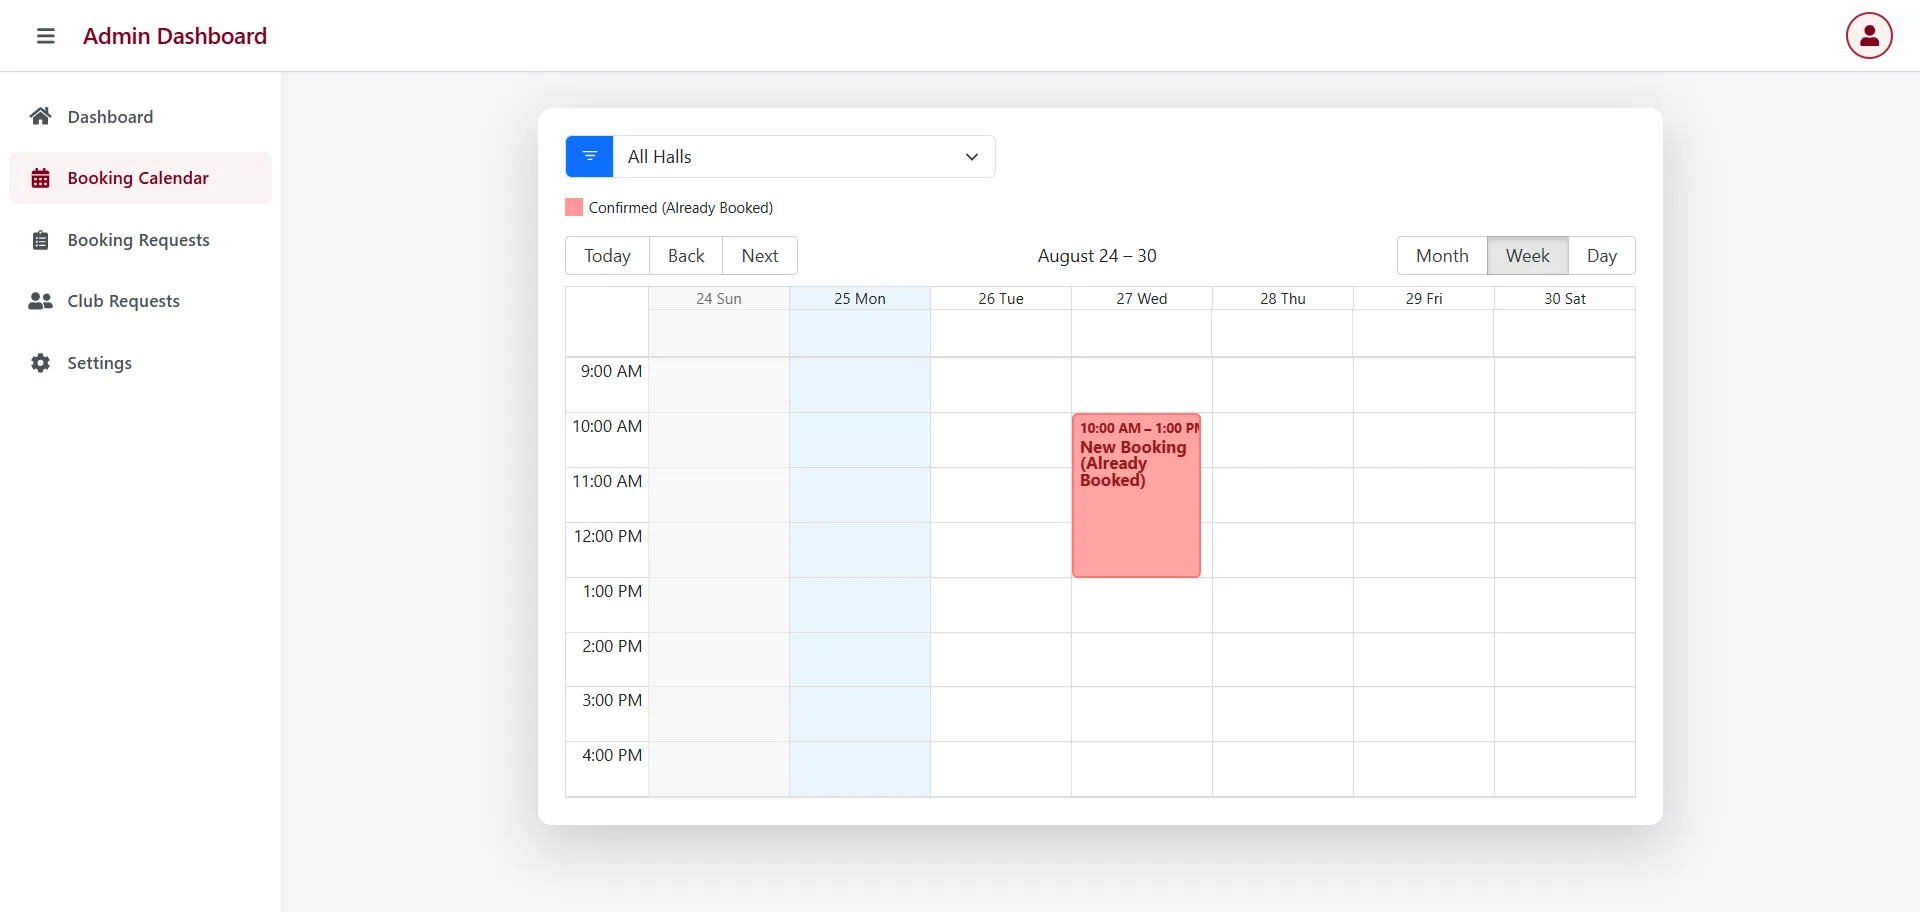 Admin Dashboard
Dashboard
Booking Calendar
Booking Requests
Club Requests
Settings
All Halls
Confirmed (Already Booked)
Today Back Next
August 24 – 30
Month Week Day
24 Sun 25 Mon 26 Tue 27 Wed 28 Thu 29 Fri 30 Sat
9:00 AM
10:00 AM
10:00 AM – 1:00 PM
New Booking
(Already
Booked)
11:00 AM
12:00 PM
1:00 PM
2:00 PM
3:00 PM
4:00 PM